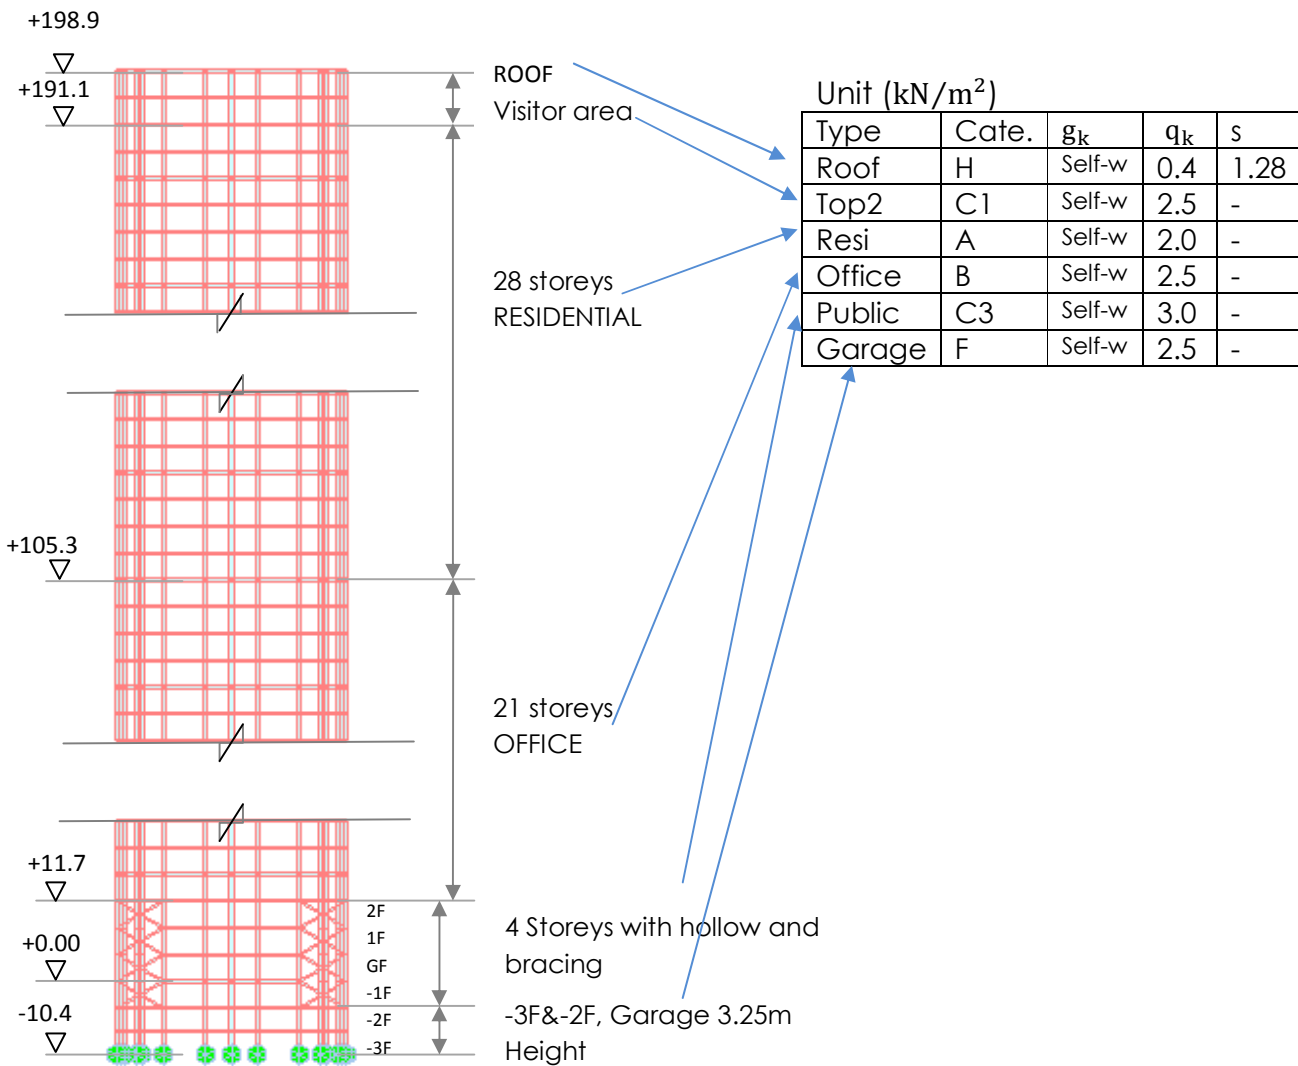 +198.9
+191.1
ROOF
Visitor area
28 storeys
RESIDENTIAL
+105.3
21 storeys
OFFICE
+11.7
+0.00
-10.4
2F
1F
GF
-1F
-2F
-3F
4 Storeys with hollow and
bracing
-3F&-2F, Garage 3.25m
Height
Unit (kN/m²)
Type Cate. gₖ qₖ s
Roof H Self-w 0.4 1.28
Top2 C1 Self-w 2.5 -
Resi A Self-w 2.0 -
Office B Self-w 2.5 -
Public C3 Self-w 3.0 -
Garage F Self-w 2.5 -